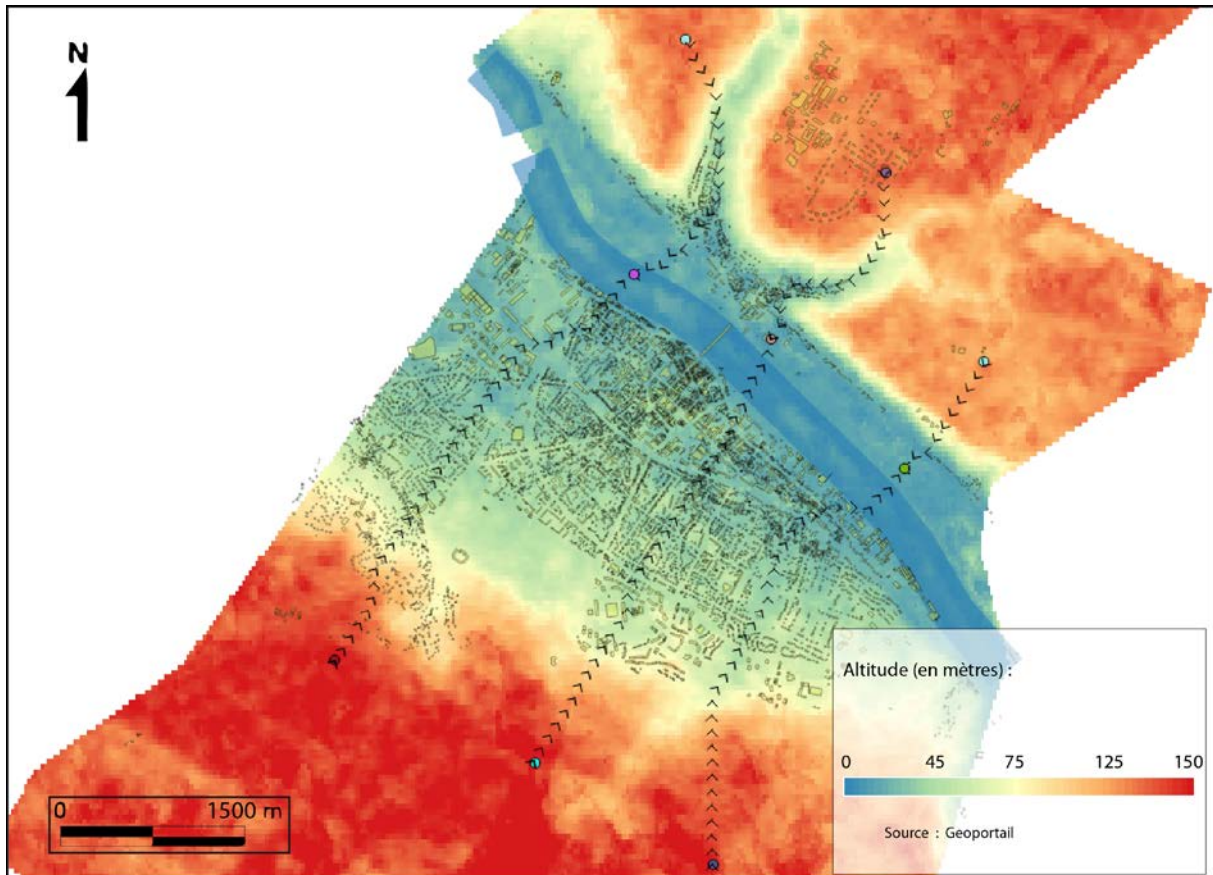 N
Altitude (en mètres) :
0 45 75 125 150
Source : Geoportail
0 1500 m